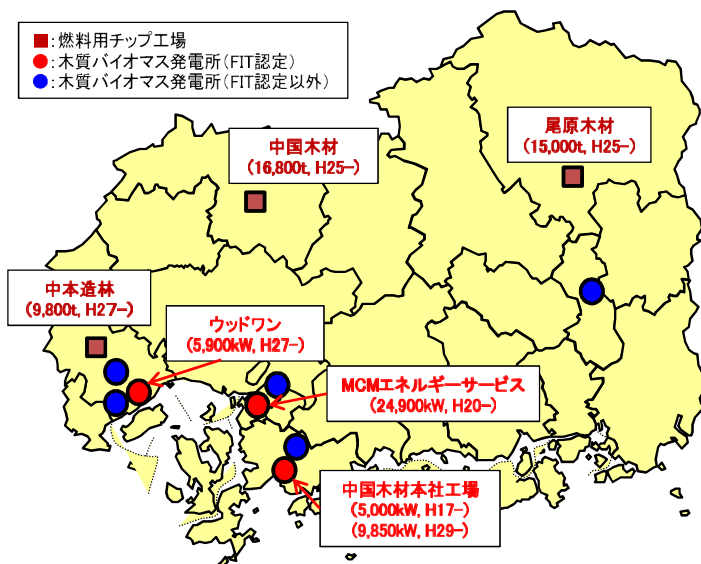 ■：燃料用チップ工場
●：木質バイオマス発電所（FIT認定）
●：木質バイオマス発電所（FIT認定以外）
尾原木材
（15,000t, H25−）
中国木材
（16,800t, H25−）
中本造林
（9,800t, H27−）
ウッドワン
（5,900kW, H27−）
MCMエネルギーサービス
（24,900kW, H20−）
中国木材本社工場
（5,000kW, H17−）
（9,850kW, H29−）